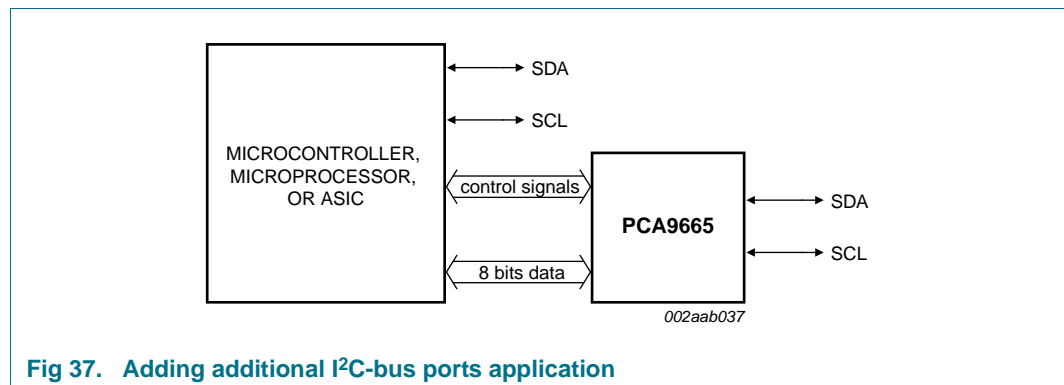 SDA
SCL
MICROCONTROLLER,
MICROPROCESSOR,
OR ASIC
control signals
8 bits data
PCA9665
SDA
SCL
002aab037
Fig 37. Adding additional I²C-bus ports application